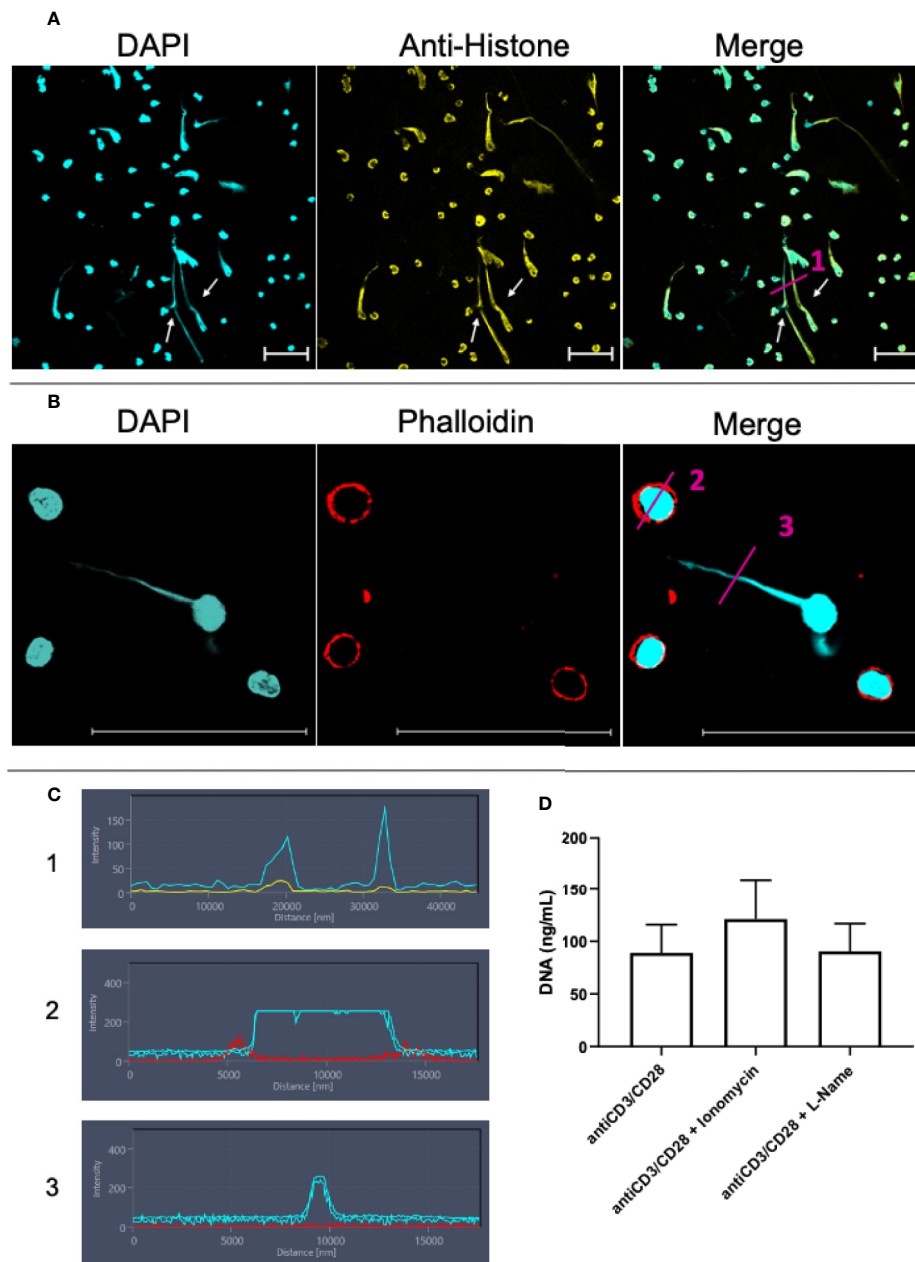 A
DAPI Anti-Histone Merge
1
B
DAPI Phalloidin Merge
2
3
C
1
Intensity
150
100
50
0
0 10000 20000 30000 40000
Distance [nm]
2
Intensity
400
200
0
0 5000 10000 15000
Distance [nm]
3
Intensity
400
200
0
0 5000 10000 15000
Distance [nm]
D
DNA (ng/mL)
200
150
100
50
0
antiCD3/CD28
antiCD3/CD28 + Ionomycin
antiCD3/CD28 + L-Name